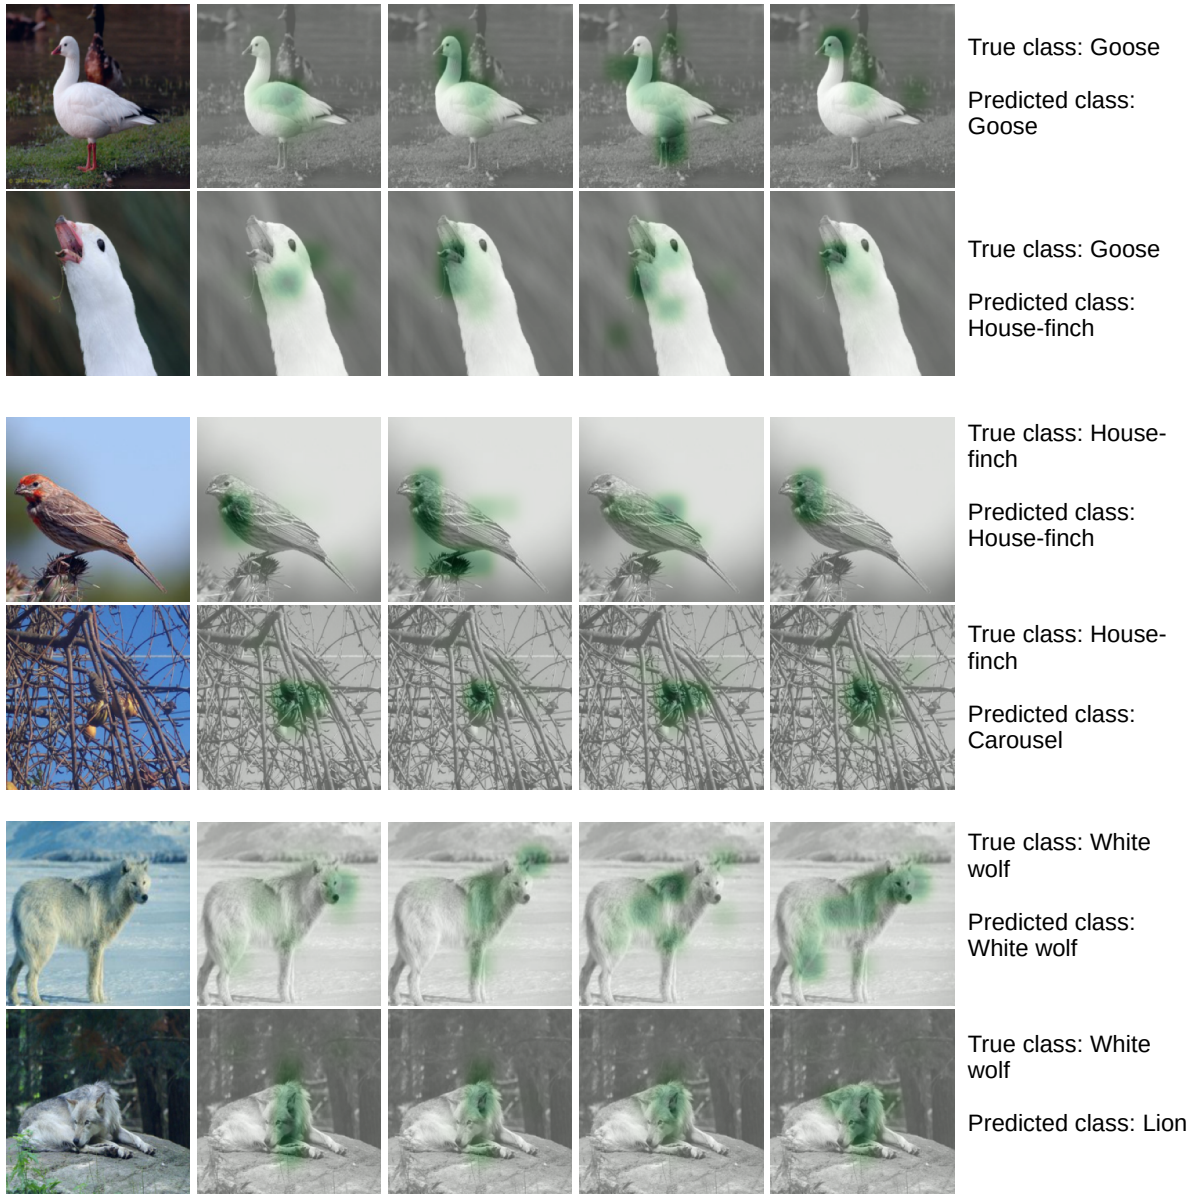 True class: Goose
Predicted class:
Goose
True class: Goose
Predicted class:
House-finch
True class: House-
finch
Predicted class:
House-finch
True class: House-
finch
Predicted class:
Carousel
True class: White
wolf
Predicted class:
White wolf
True class: White
wolf
Predicted class: Lion